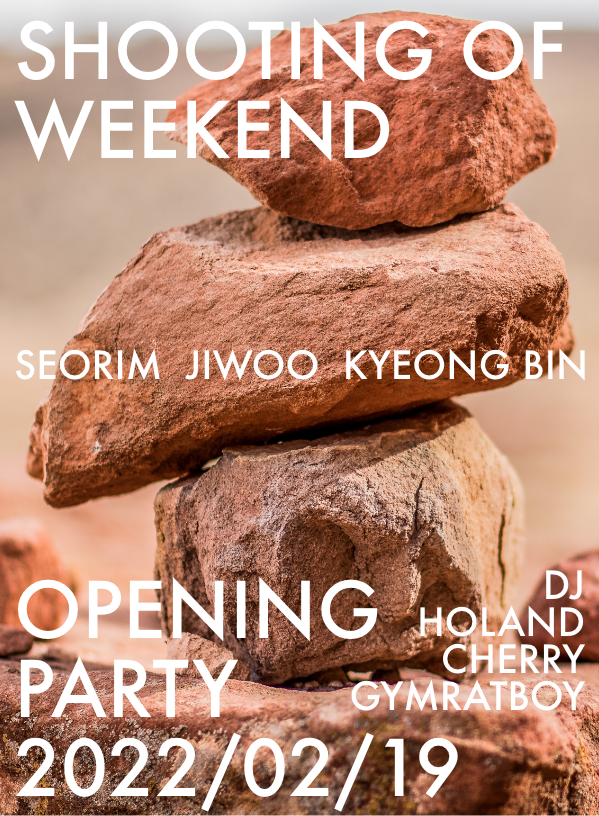 SHOOTING OF
WEEKEND
SEORIM JIWOO KYEONG BIN
OPENING
PARTY
2022/02/19
DJ
HOLAND
CHERRY
GYMRATBOY